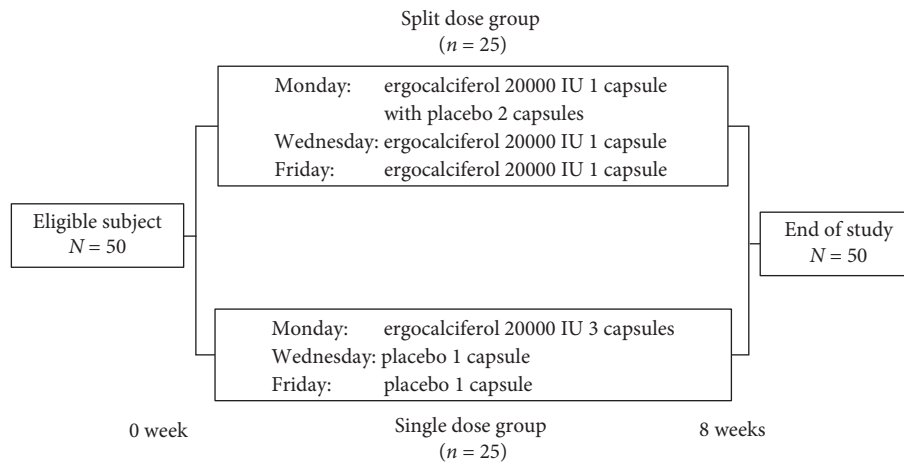 Split dose group
(n = 25)
Monday: ergocalciferol 20000 IU 1 capsule
with placebo 2 capsules
Wednesday: ergocalciferol 20000 IU 1 capsule
Friday: ergocalciferol 20000 IU 1 capsule
Eligible subject
N = 50
End of study
N = 50
Monday: ergocalciferol 20000 IU 3 capsules
Wednesday: placebo 1 capsule
Friday: placebo 1 capsule
0 week
Single dose group
(n = 25)
8 weeks